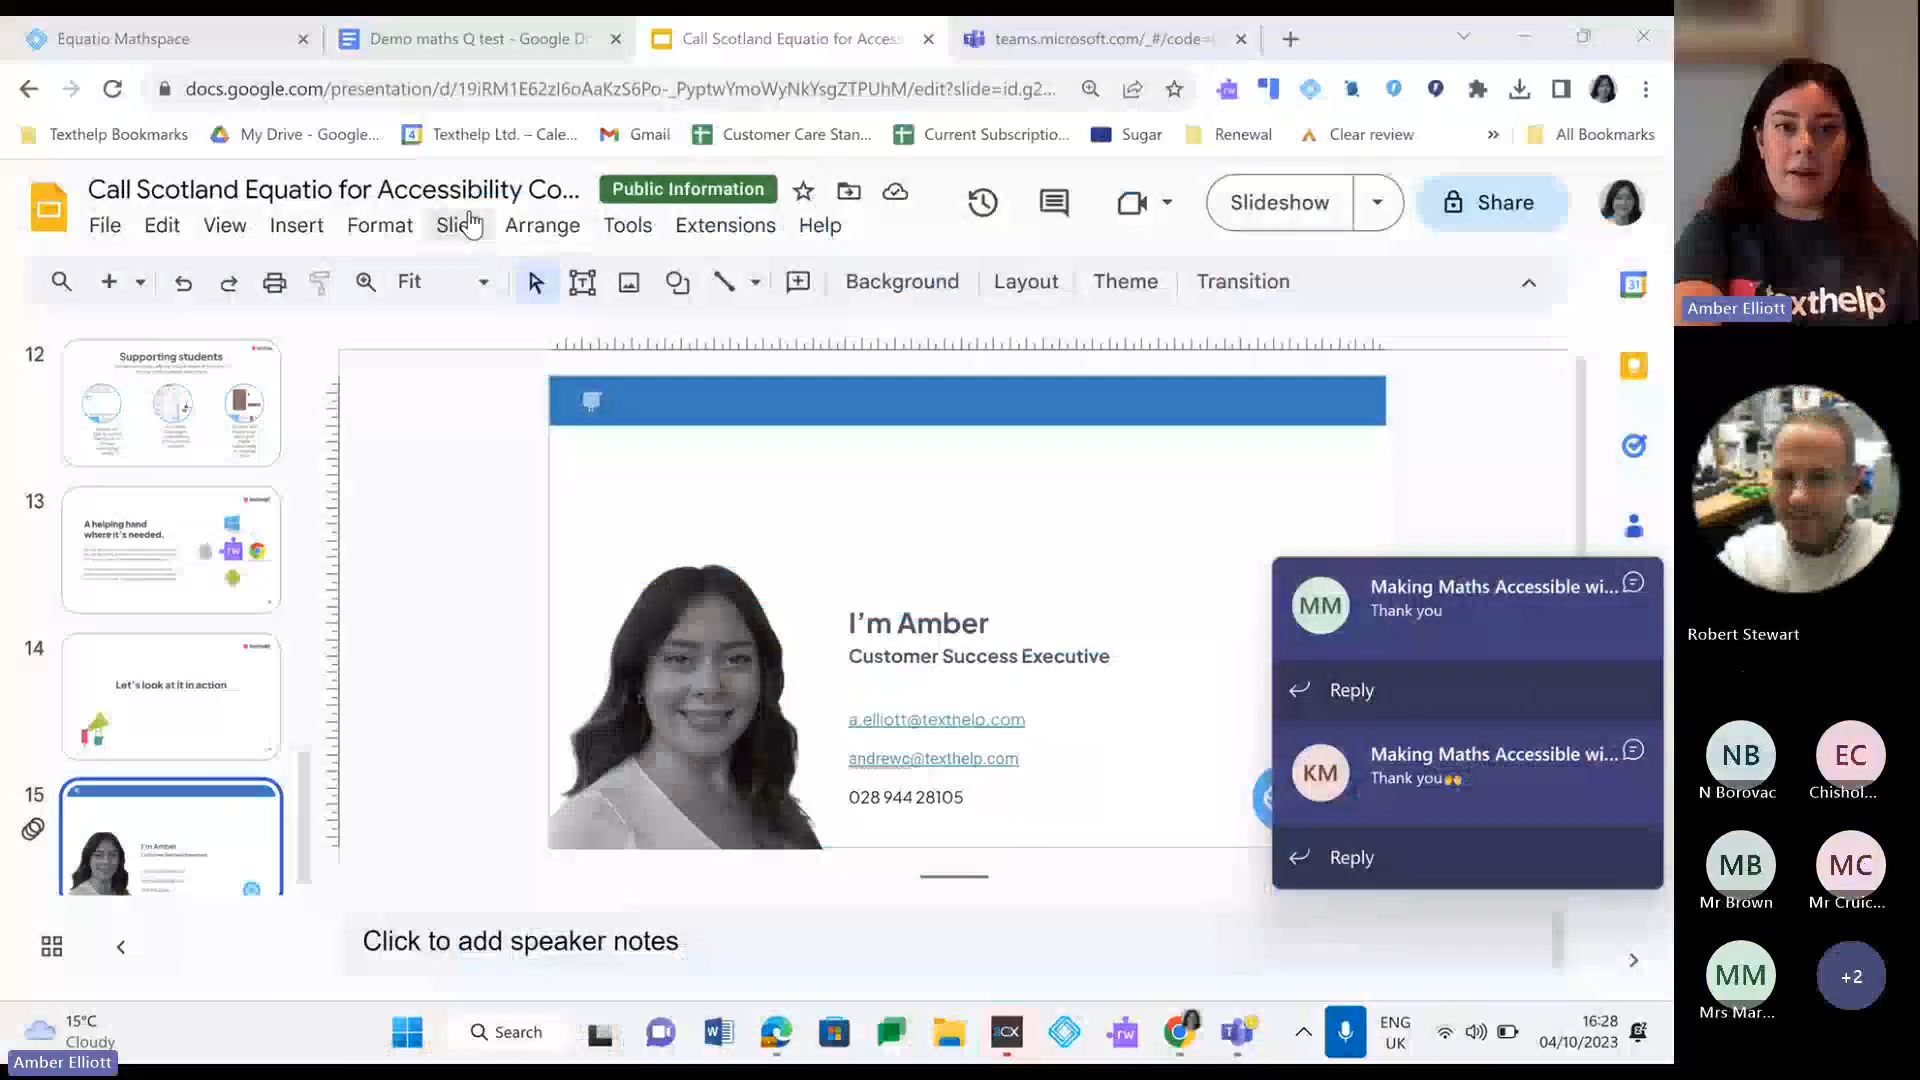 Equatio Mathspace
Demo maths Q test - Google Dr
Call Scotland Equatio for Access
teams.microsoft.com/_#/code=
docs.google.com/presentation/d/19iRM1E62zI6oAaKzS6Po-_PyptwYmoWyNkYsgZTPUhM/edit?slide=id.g2...
Texthelp Bookmarks
My Drive - Google...
Texthelp Ltd. – Cale...
Gmail
Customer Care Stan...
Current Subscriptio...
Sugar
Renewal
Clear review
»
All Bookmarks
Call Scotland Equatio for Accessibility Co...
Public Information
File Edit View Insert Format Slid Arrange Tools Extensions Help
Slideshow
Share
Fit
Background Layout Theme Transition
31
12
Supporting students
13
A helping hand
where it's needed.
rw
14
Let's look at it in action
15
I'm Amber
I'm Amber
Customer Success Executive
a.elliott@texthelp.com
andrewc@texthelp.com
028 944 28105
MM
Making Maths Accessible wi...
Thank you
Reply
KM
Making Maths Accessible wi...
Thank you
Reply
Click to add speaker notes
15°C
Cloudy
Search
3CX
rw
ENG
UK
16:28
04/10/2023
Amber Elliott
texthelp
Amber Elliott
Robert Stewart
NB
N Borovac
EC
Chishol...
MB
Mr Brown
MC
Mr Cruic...
MM
Mrs Mar...
+2